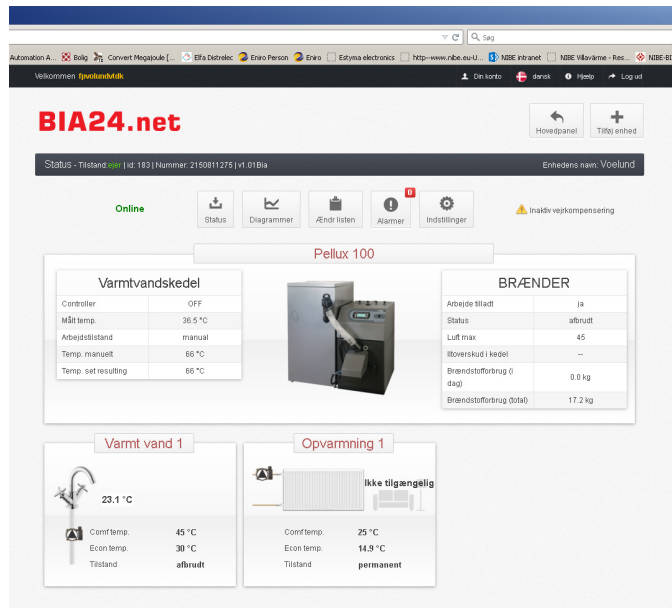 Søg
Automation A... Bolig Convert Megajoule [... Elfa Distrelec Eniro Person Eniro Estyma electronics http--www.nibe.eu-U... NIBE intranet NIBE Villavärme - Res... NIBE-BI
Velkommen fpvolundvtdk Din konto dansk Hjælp Log ud
BIA24.net
Hovedpanel Tilføj enhed
Status - Tilstand:ejer | id: 183 | Nummer: 2150811275 | v1.01Bia Enhedens navn: Voelund
Online
0
Status Diagrammer Ændr listen Alarmer Indstillinger
Inaktiv vejrkompensering
Pellux 100
Varmtvandskedel
Controller OFF
Målt temp. 36.5 °C
Arbejdstilstand manual
Temp. manuelt 66 °C
Temp. set resulting 66 °C
BRÆNDER
Arbejde tilladt ja
Status afbrudt
Luft max 45
Iltoverskud i kedel --
Brændstofforbrug (i
dag) 0.0 kg
Brændstofforbrug (total) 17.2 kg
Varmt vand 1
23.1 °C
Comf temp. 45 °C
Econ temp. 30 °C
Tilstand afbrudt
Opvarmning 1
Ikke tilgængelig
Comf temp. 25 °C
Econ temp. 14.9 °C
Tilstand permanent